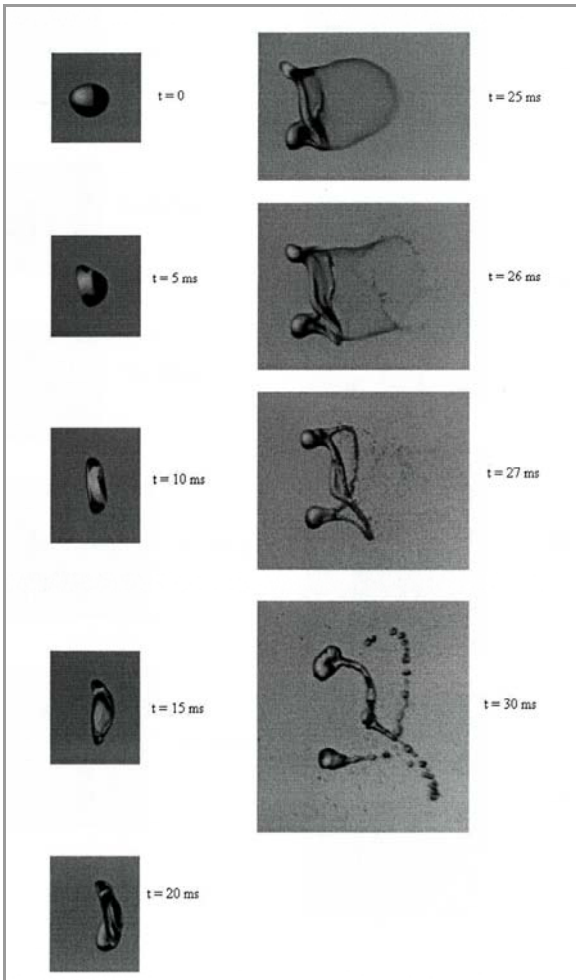 t = 0
t = 5 ms
t = 10 ms
t = 15 ms
t = 20 ms
t = 25 ms
t = 26 ms
t = 27 ms
t = 30 ms